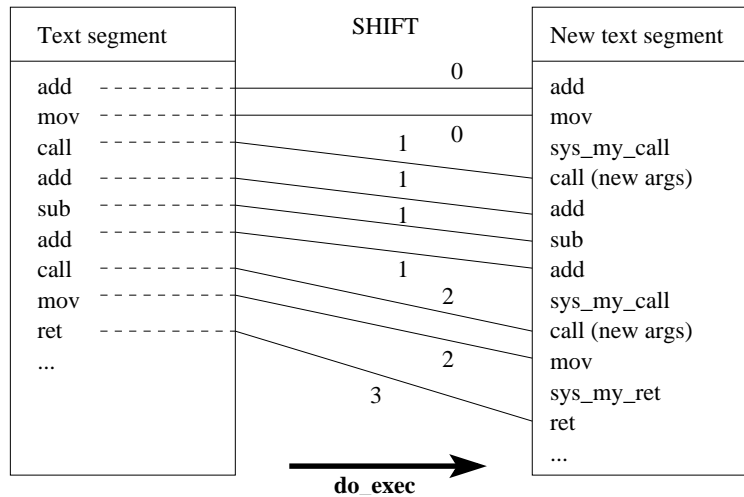 Text segment
add
mov
call
add
sub
add
call
mov
ret
...
SHIFT
0
0
1
1
1
1
2
2
3
do_exec
New text segment
add
mov
sys_my_call
call (new args)
add
sub
add
sys_my_call
call (new args)
mov
sys_my_ret
ret
...